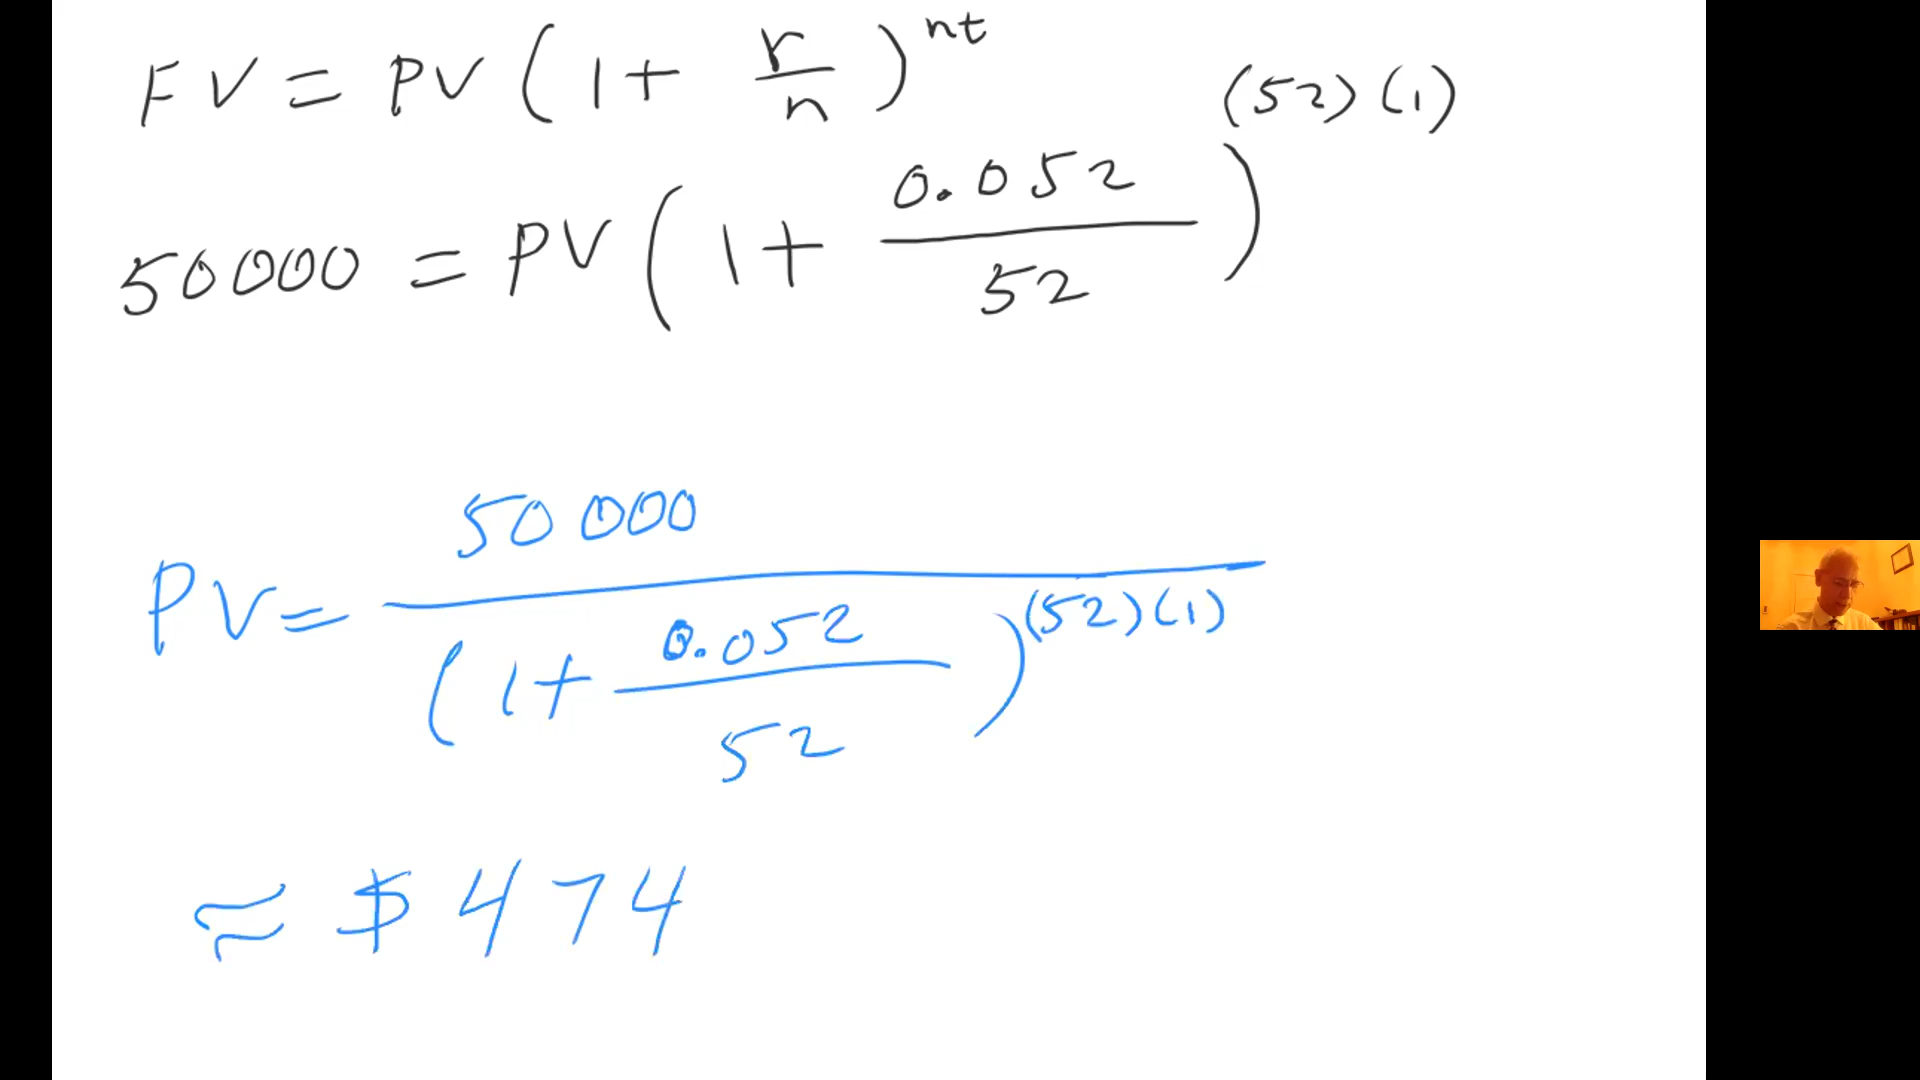 FV = PV (1 + r/n)^nt
50000 = PV (1 + 0.052/52)^(52)(1)
PV = 50000/(1 + 0.052/52)^(52)(1)
≈ $474